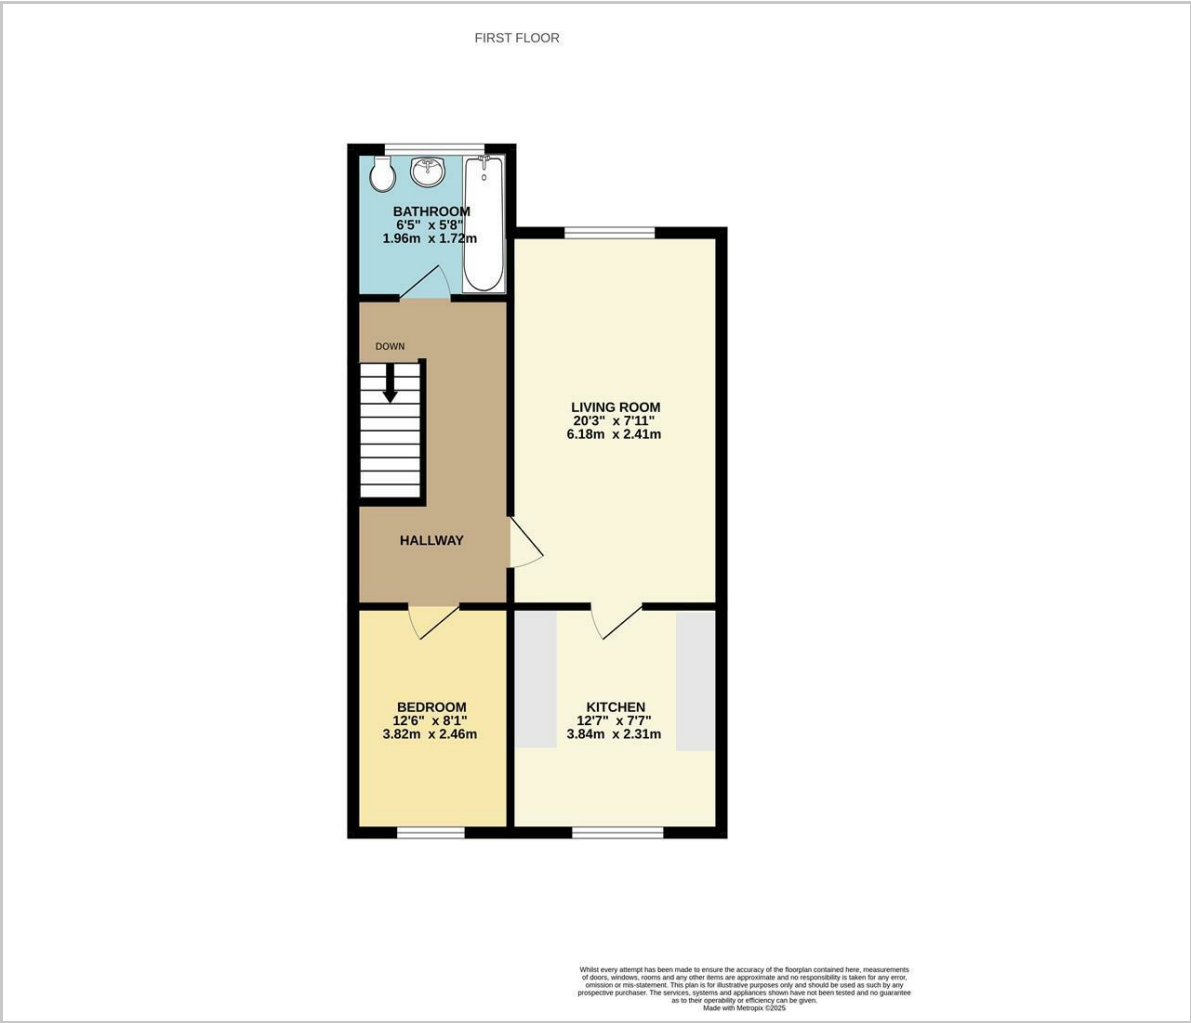 FIRST FLOOR
BATHROOM
6'5" x 5'8"
1.96m x 1.72m
DOWN
LIVING ROOM
20'3" x 7'11"
6.18m x 2.41m
HALLWAY
BEDROOM
12'6" x 8'1"
3.82m x 2.46m
KITCHEN
12'7" x 7'7"
3.84m x 2.31m
Whilst every attempt has been made to ensure the accuracy of the floorplan contained here, measurements
of doors, windows, rooms and any other items are approximate and no responsibility is taken for any error,
omission or mis-statement. This plan is for illustrative purposes only and should be used as such by any
prospective purchaser. The services, systems and appliances shown have not been tested and no guarantee
as to their operability or efficiency can be given.
Made with Metropix ©2025